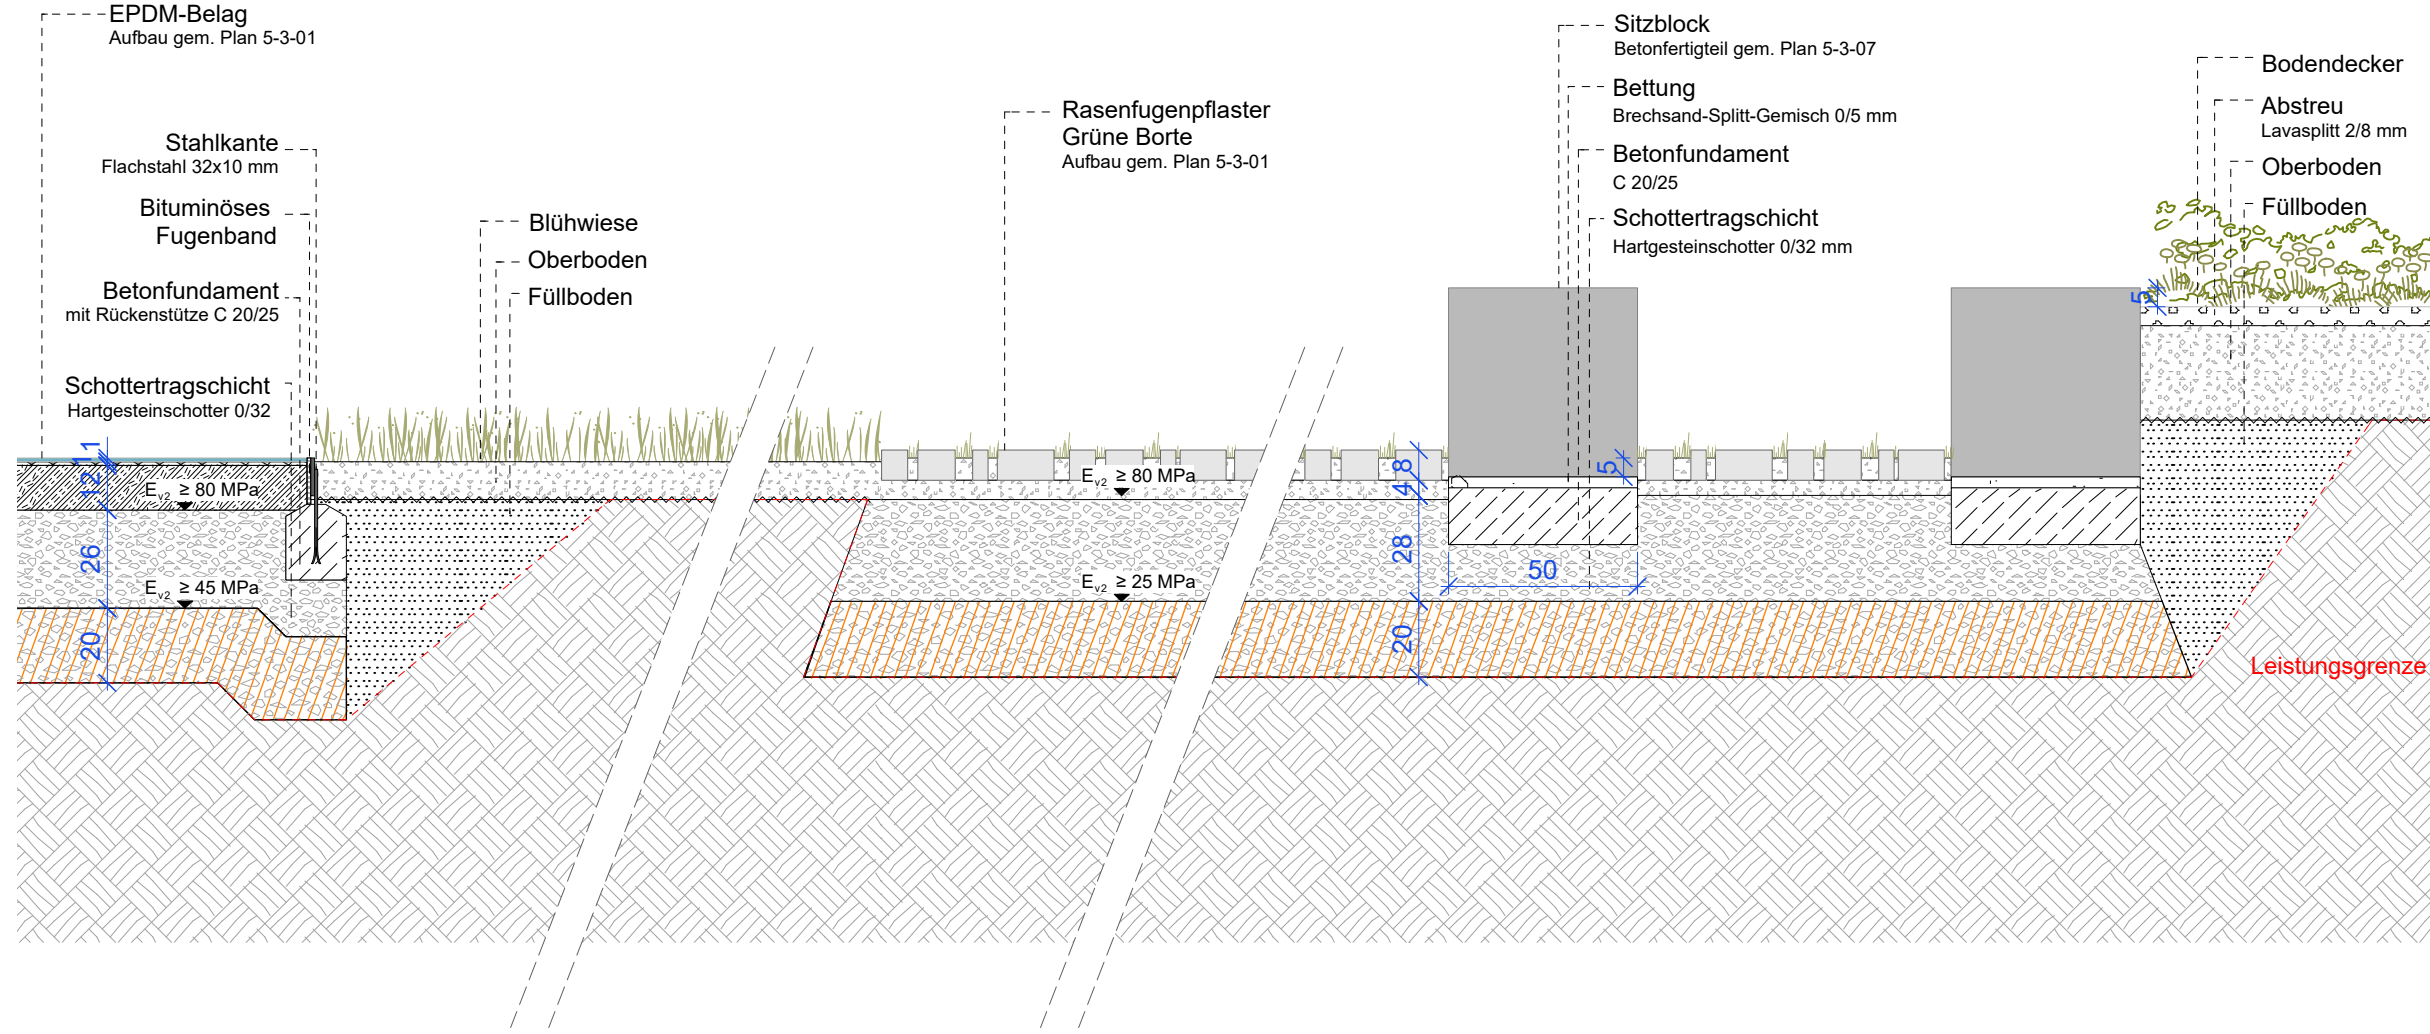 EPDM-Belag
Aufbau gem. Plan 5-3-01
Stahlkante
Flachstahl 32x10 mm
Bituminöses
Fugenband
Betonfundament
mit Rückenstütze C 20/25
Schottertragschicht
Hartgesteinschotter 0/32
Blühwiese
Oberboden
Füllboden
Rasenfugenpflaster
Grüne Borte
Aufbau gem. Plan 5-3-01
Sitzblock
Betonfertigteil gem. Plan 5-3-07
Bettung
Brechsand-Splitt-Gemisch 0/5 mm
Betonfundament
C 20/25
Schottertragschicht
Hartgesteinschotter 0/32 mm
Bodendecker
Abstreu
Lavasplitt 2/8 mm
Oberboden
Füllboden
1
1
12
26
20
Ev2 ≥ 80 MPa
Ev2 ≥ 45 MPa
Ev2 ≥ 80 MPa
Ev2 ≥ 25 MPa
8
4
28
20
5
50
5
Leistungsgrenze